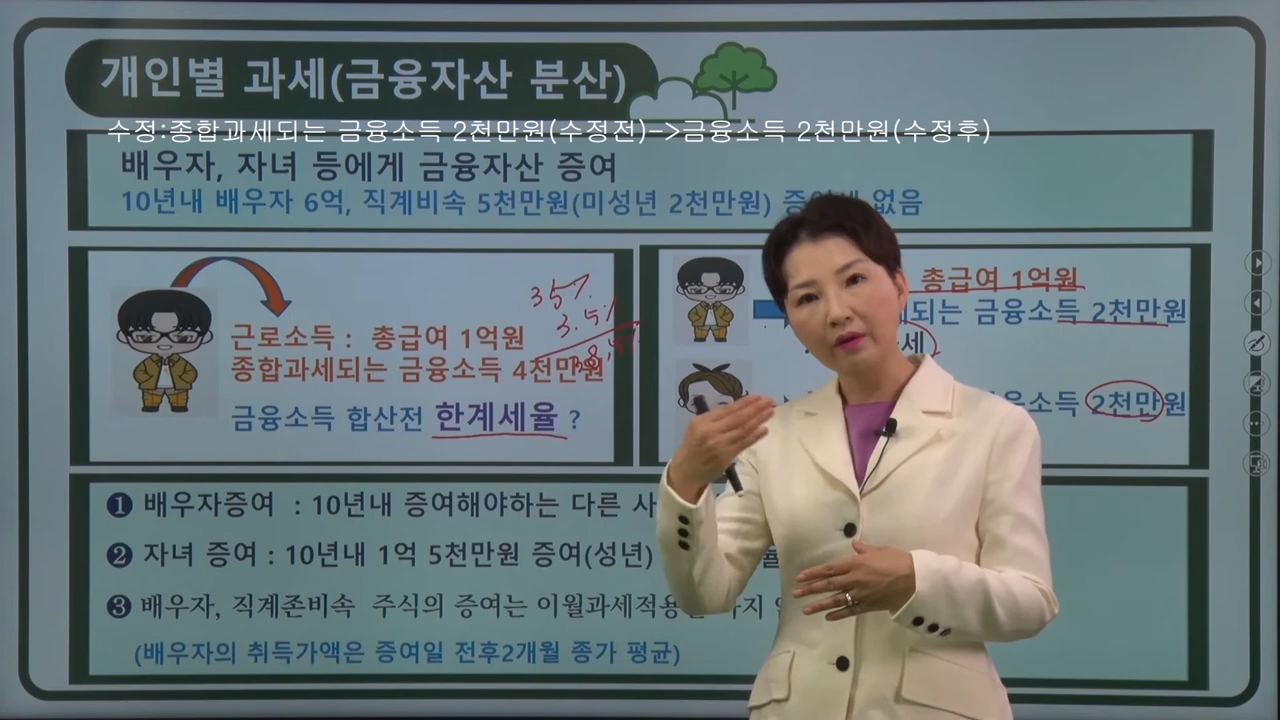 개인별 과세(금융자산 분산)
수정:종합과세되는 금융소득 2천만원(수정전)->금융소득 2천만원(수정후)
배우자, 자녀 등에게 금융자산 증여
10년내 배우자 6억, 직계비속 5천만원(미성년 2천만원) 없음
근로소득 : 총급여 1억원
종합과세되는 금융소득 4천만원
금융소득 합산전 한계세율 ?
35%
3.5%
38.5%
총급여 1억원
되는 금융소득 2천만원
세
소득 2천만원
❶ 배우자증여 : 10년내 증여해야하는 다른
❷ 자녀 증여 : 10년내 1억 5천만원 증여(성년)
❸ 배우자, 직계존비속 주식의 증여는 이월과세적용
(배우자의 취득가액은 증여일 전후2개월 종가 평균)